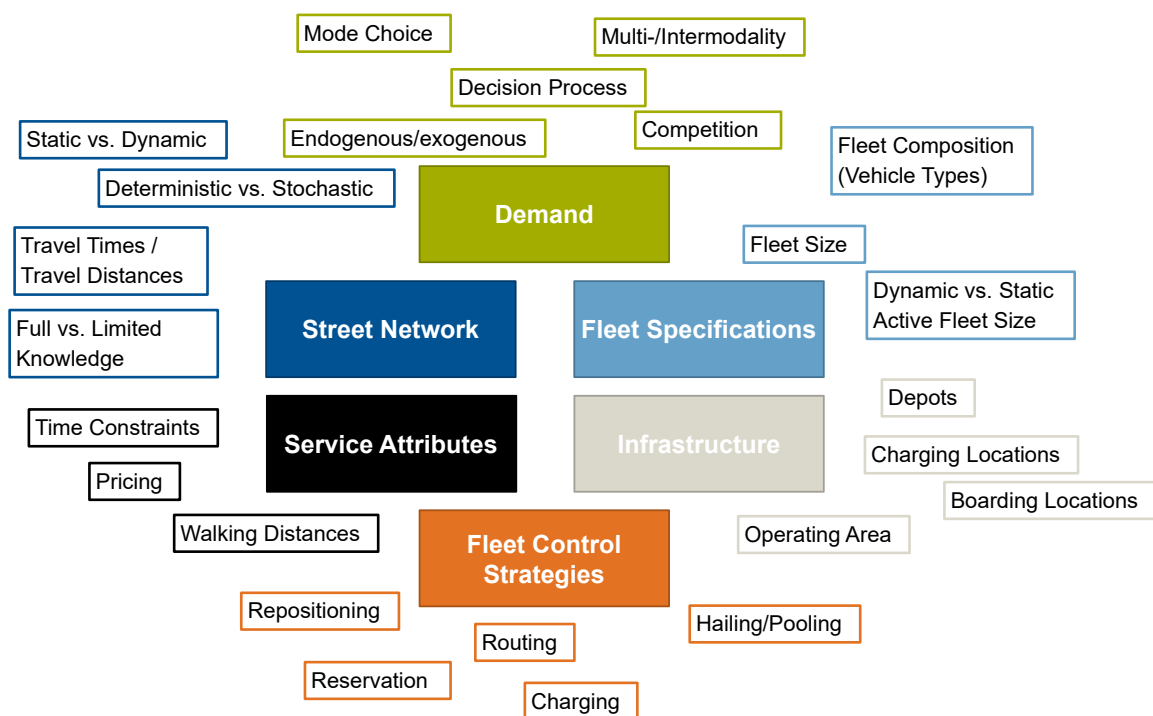 Mode Choice
Multi-/Intermodality
Decision Process
Competition
Static vs. Dynamic
Endogenous/exogenous
Fleet Composition
(Vehicle Types)
Deterministic vs. Stochastic
Demand
Travel Times /
Travel Distances
Fleet Size
Dynamic vs. Static
Active Fleet Size
Full vs. Limited
Knowledge
Street Network
Fleet Specifications
Depots
Time Constraints
Service Attributes
Infrastructure
Charging Locations
Pricing
Boarding Locations
Walking Distances
Fleet Control
Strategies
Operating Area
Repositioning
Hailing/Pooling
Routing
Reservation
Charging